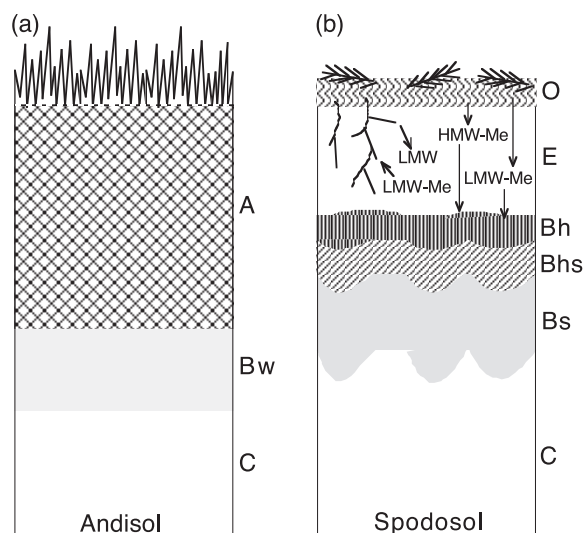 (a)
A
Bw
C
Andisol
(b)
O
HMW-Me
E
LMW
LMW-Me
LMW-Me
Bh
Bhs
Bs
C
Spodosol